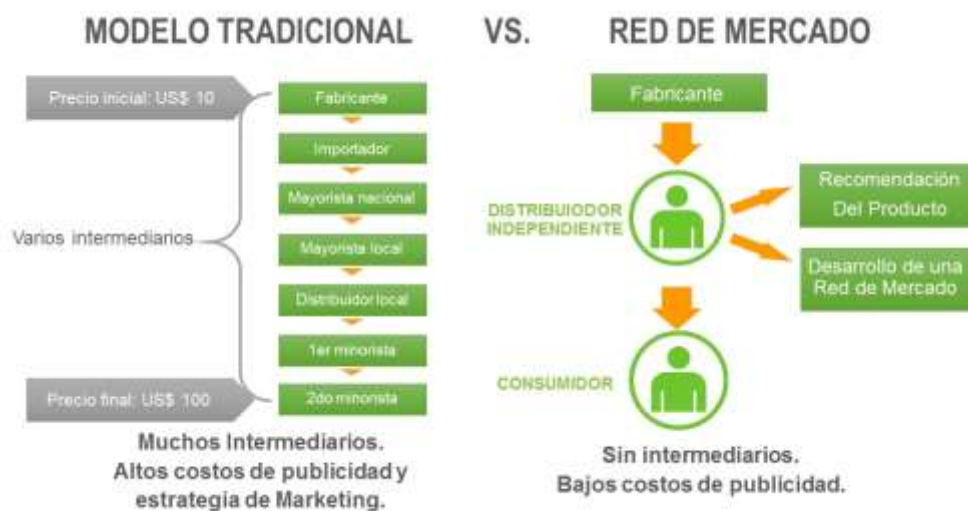 MODELO TRADICIONAL VS. RED DE MERCADO
Precio inicial: US$ 10
Varios intermediarios
Precio final: US$ 100
Fabricante
Importador
Mayorista nacional
Mayorista local
Distribuidor local
1er minorista
2do minorista
Muchos Intermediarios.
Altos costos de publicidad y
estrategia de Marketing.
Fabricante
DISTRIBUIODOR
INDEPENDIENTE
Recomendación
Del Producto
Desarrollo de una
Red de Mercado
CONSUMIDOR
Sin intermediarios.
Bajos costos de publicidad.